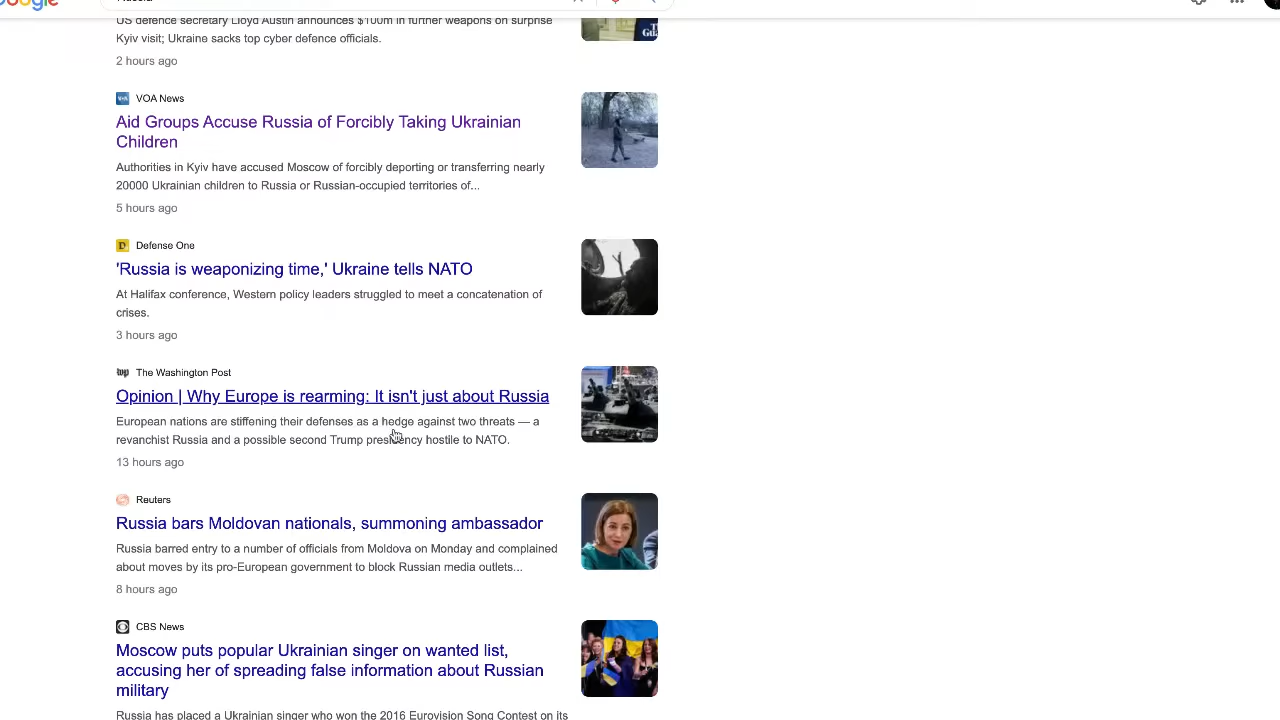 US defence secretary Lloyd Austin announces $100m in further weapons on surprise
Kyiv visit; Ukraine sacks top cyber defence officials.
2 hours ago
VOA News
Aid Groups Accuse Russia of Forcibly Taking Ukrainian
Children
Authorities in Kyiv have accused Moscow of forcibly deporting or transferring nearly
20000 Ukrainian children to Russia or Russian-occupied territories of...
5 hours ago
Defense One
'Russia is weaponizing time,' Ukraine tells NATO
At Halifax conference, Western policy leaders struggled to meet a concatenation of
crises.
3 hours ago
The Washington Post
Opinion | Why Europe is rearming: It isn't just about Russia
European nations are stiffening their defenses as a hedge against two threats — a
revanchist Russia and a possible second Trump presidency hostile to NATO.
13 hours ago
Reuters
Russia bars Moldovan nationals, summoning ambassador
Russia barred entry to a number of officials from Moldova on Monday and complained
about moves by its pro-European government to block Russian media outlets...
8 hours ago
CBS News
Moscow puts popular Ukrainian singer on wanted list,
accusing her of spreading false information about Russian
military
Russia has placed a Ukrainian singer who won the 2016 Eurovision Song Contest on its